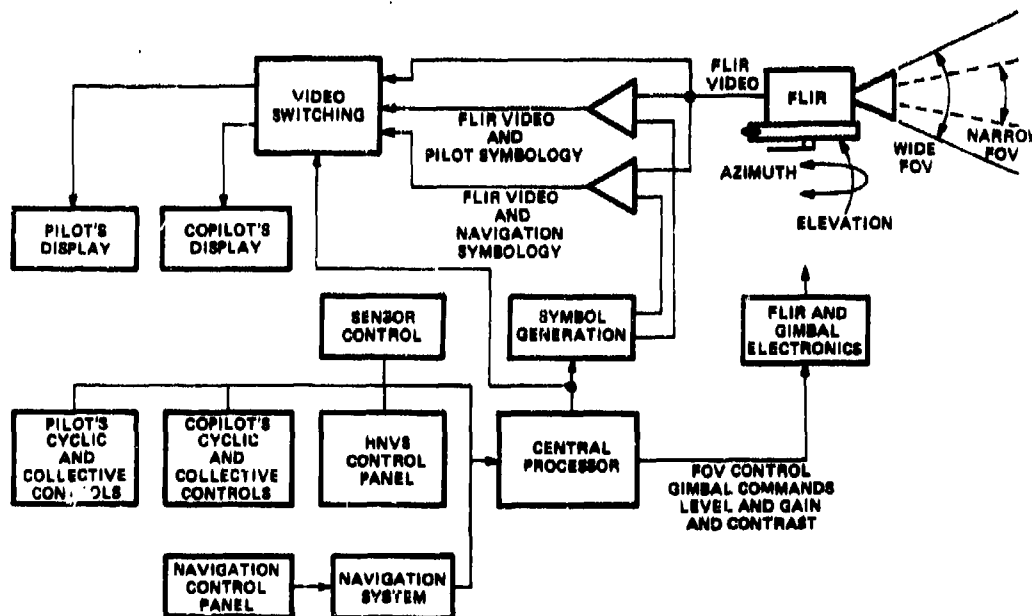 VIDEO
SWITCHING
FLIR
VIDEO
FLIR
FLIR VIDEO
AND
PILOT SYMBOLOGY
WIDE
FOV
FOV
AZIMUTH
ELEVATION
FLIR VIDEO
AND
NAVIGATION
SYMBOLOGY
PILOT'S
DISPLAY
COPILOT'S
DISPLAY
SENSOR
CONTROL
SYMBOL
GENERATION
FLIR AND
GIMBAL
ELECTRONICS
PILOT'S
CYCLIC
AND
COLLECTIVE
COPILOT'S
CYCLIC
AND
COLLECTIVE
CONTROLS
HNVS
CONTROL
PANEL
CENTRAL
PROCESSOR
FOV CONTROL
GIMBAL COMMANDS
LEVEL AND GAIN
AND CONTRAST
NAVIGATION
CONTROL
PANEL
NAVIGATION
SYSTEM